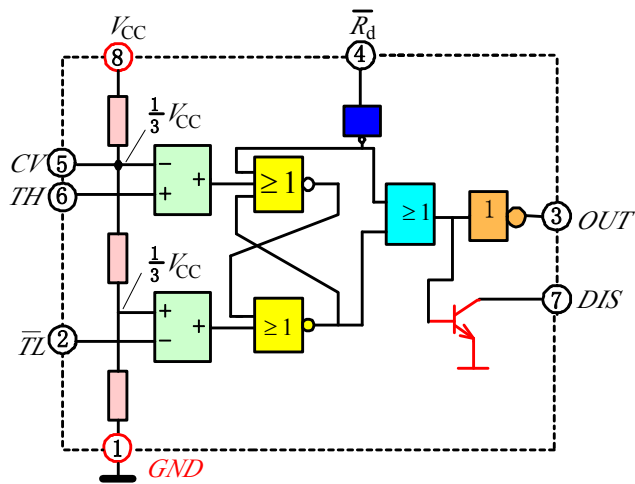 V_CC
R̅_d
8
4
1/3 V_CC
CV 5
− +
+
≥1
TH 6
≥1
1
3 OUT
1/3 V_CC
7 DIS
+ −
+
≥1
T̅L̅ 2
1
GND